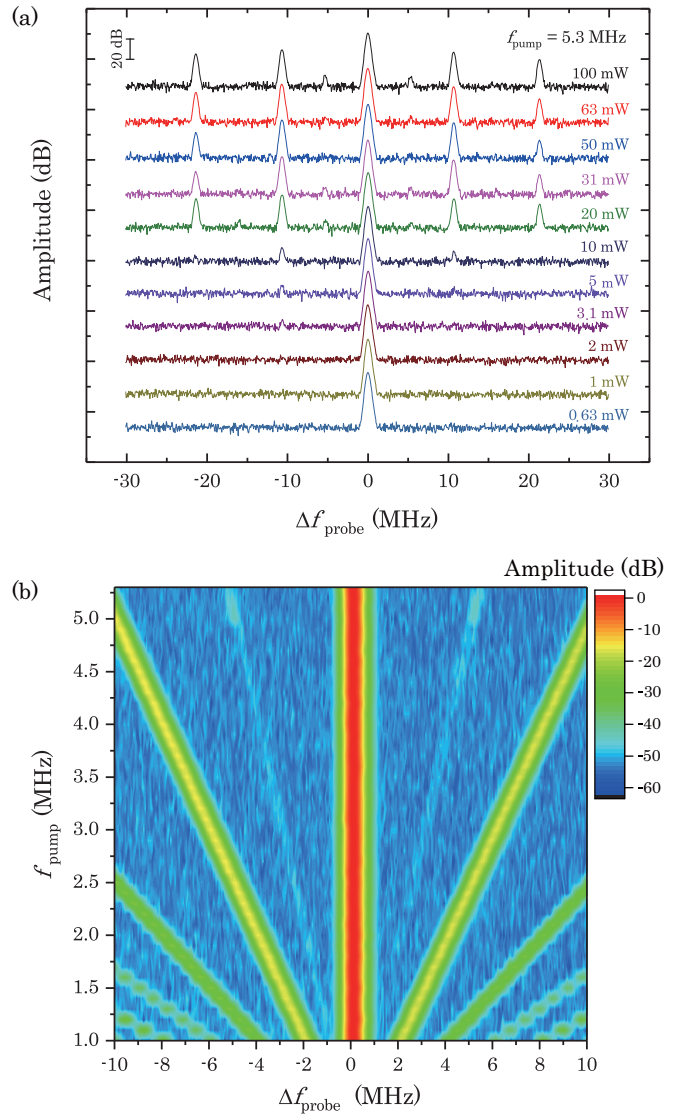 (a)
20 dB
f_pump = 5.3 MHz
100 mW
63 mW
50 mW
31 mW
20 mW
10 mW
5 mW
3.1 mW
2 mW
1 mW
0.63 mW
Amplitude (dB)
-30 -20 -10 0 10 20 30
Δf_probe (MHz)
(b)
Amplitude (dB)
0
-10
-20
-30
-40
-50
-60
5.0
4.5
4.0
3.5
3.0
2.5
2.0
1.5
1.0
f_pump (MHz)
-10 -8 -6 -4 -2 0 2 4 6 8 10
Δf_probe (MHz)